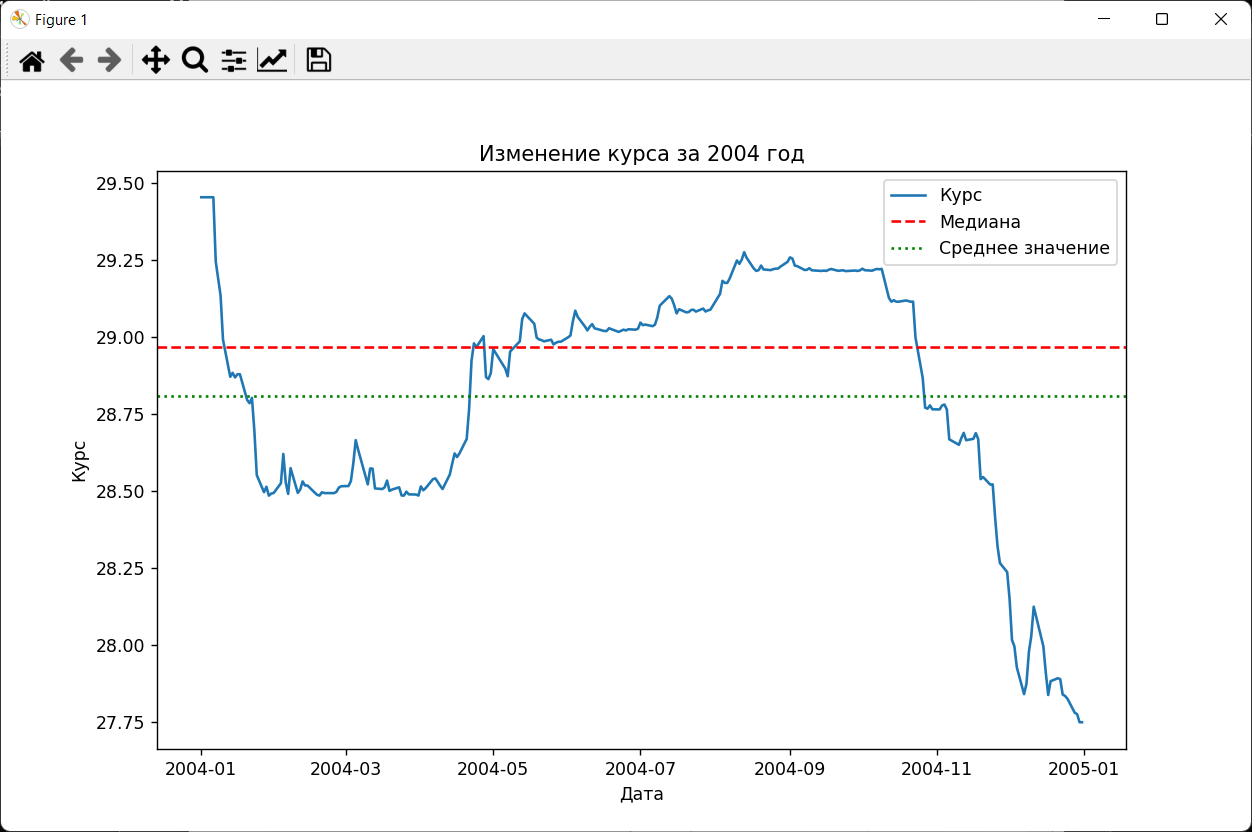 Figure 1
Изменение курса за 2004 год
29.50
29.25
29.00
28.75
28.50
28.25
28.00
27.75
Курс
Курс
Медиана
Среднее значение
2004-01
2004-03
2004-05
2004-07
2004-09
2004-11
2005-01
Дата